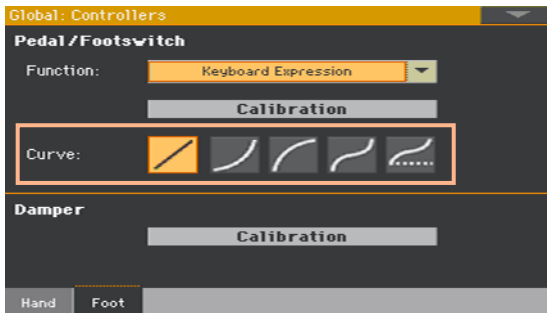 Global: Controllers
Pedal/Footswitch
Function: Keyboard Expression
Calibration
Curve:
Damper
Calibration
Hand Foot